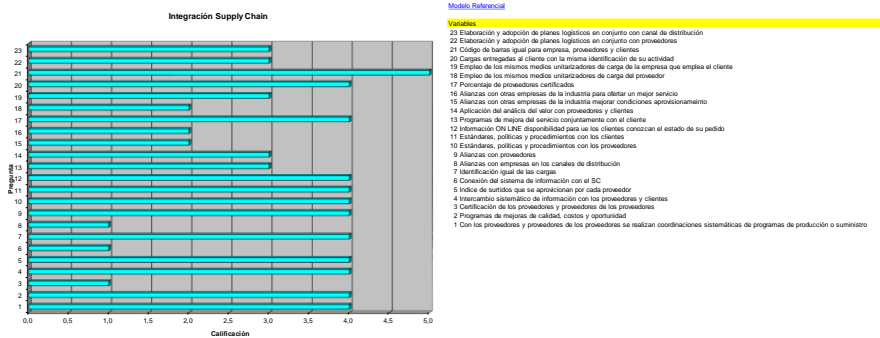 Integración Supply Chain
Pregunta
23
22
21
20
19
18
17
16
15
14
13
12
11
10
9
8
7
6
5
4
3
2
1
0,0 0,5 1,0 1,5 2,0 2,5 3,0 3,5 4,0 4,5 5,0
Calificación
Modelo Referencial
Variables
23 Elaboración y adopción de planes logísticos en conjunto con canal de distribución
22 Elaboración y adopción de planes logísticos en conjunto con proveedores
21 Código de barras igual para empresa, proveedores y clientes
20 Cargas entregadas al cliente con la misma identificación de su actividad
19 Empleo de los mismos medios unitarizadores de carga de la empresa que emplea el cliente
18 Empleo de los mismos medios unitarizadores de carga del proveedor
17 Porcentaje de proveedores certificados
16 Alianzas con otras empresas de la industria para ofertar un mejor servicio
15 Alianzas con otras empresas de la industria mejorar condiciones aprovisionameinto
14 Aplicación del análisis del valor con proveedores y clientes
13 Programas de mejora del servicio conjuntamente con el cliente
12 Información ON LINE disponibilidad para ue los clientes conozcan el estado de su pedido
11 Estándares, políticas y procedimientos con los clientes
10 Estándares, políticas y procedimientos con los proveedores
9 Alianzas con proveedores
8 Alianzas con empresas en los canales de distribución
7 Identificación igual de las cargas
6 Conexión del sistema de información con el SC
5 Indice de surtidos que se aprovicionan por cada proveedor
4 Intercambio sistemático de información con los proveedores y clientes
3 Certificación de los proveedores y proveedores de los proveedores
2 Programas de mejoras de calidad, costos y oportunidad
1 Con los proveedores y proveedores de los proveedores se realizan coordinaciones sistemáticas de programas de producción o suministro